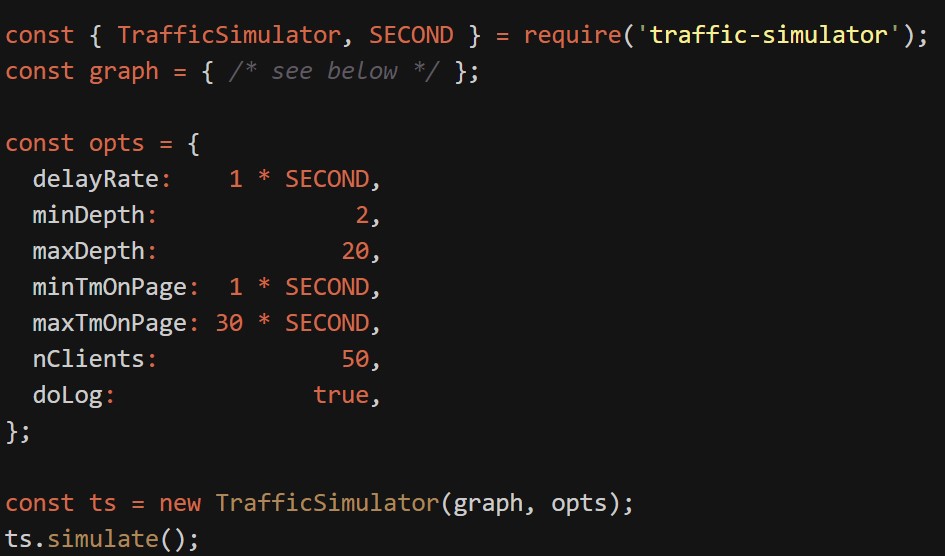 const { TrafficSimulator, SECOND } = require('traffic-simulator');
const graph = { /* see below */ };
const opts = {
delayRate: 1 * SECOND,
minDepth: 2,
maxDepth: 20,
minTmOnPage: 1 * SECOND,
maxTmOnPage: 30 * SECOND,
nClients: 50,
doLog: true,
};
const ts = new TrafficSimulator(graph, opts);
ts.simulate();